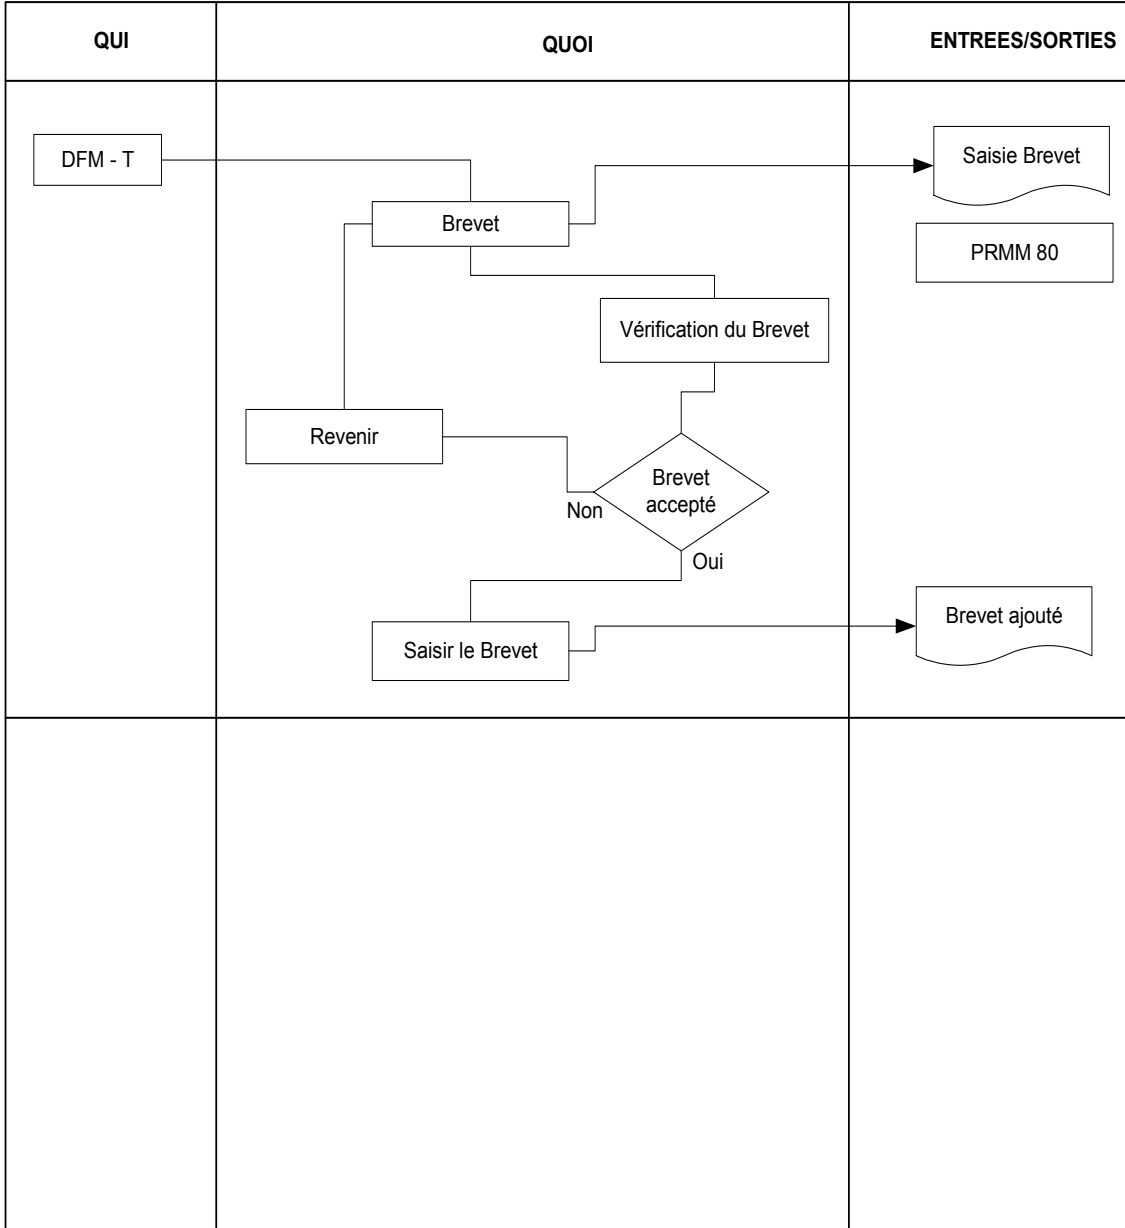 QUI
QUOI
ENTREES/SORTIES
DFM - T
Saisie Brevet
Brevet
PRMM 80
Vérification du Brevet
Revenir
Brevet
accepté
Non
Oui
Brevet ajouté
Saisir le Brevet